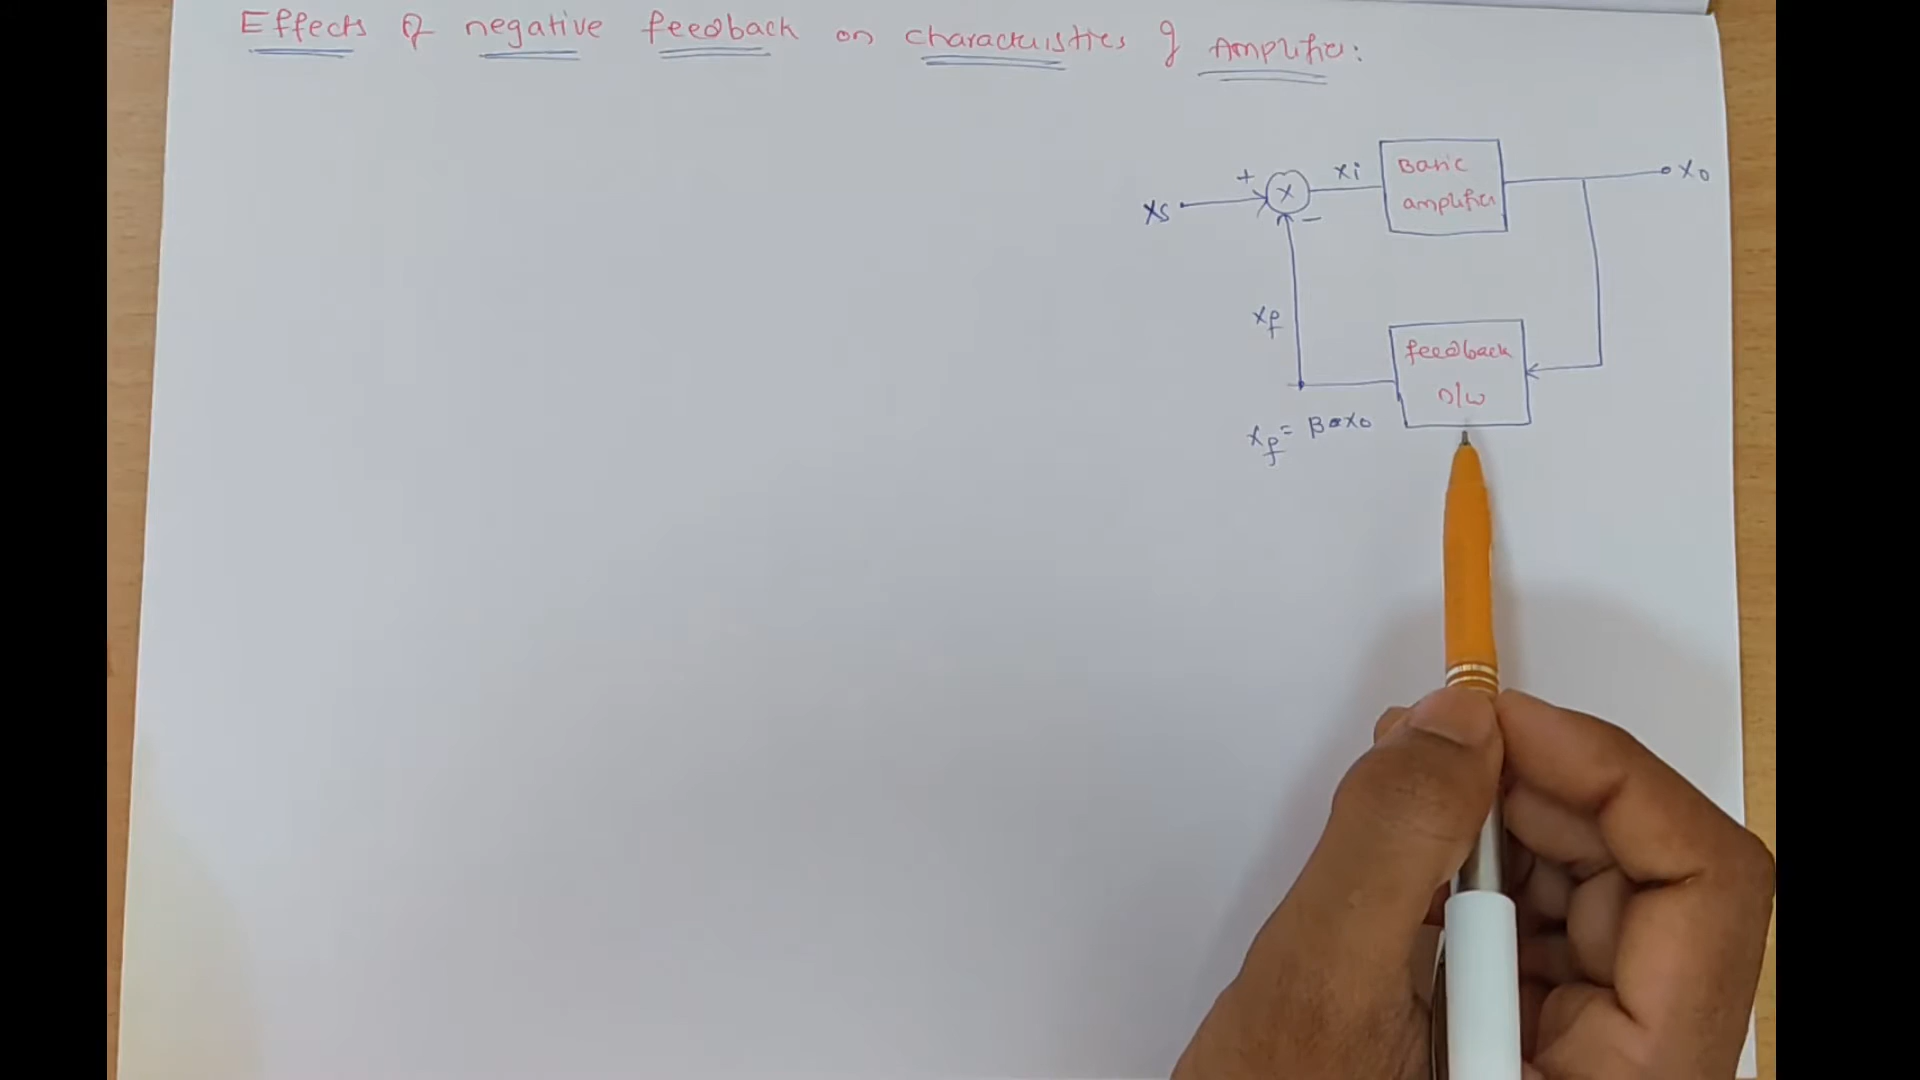 Effects of negative feedback on characteristics of Amplifier:
+ xi Basic
xs x amplifier xo
−
xf feedback
n/w
xf = β xo